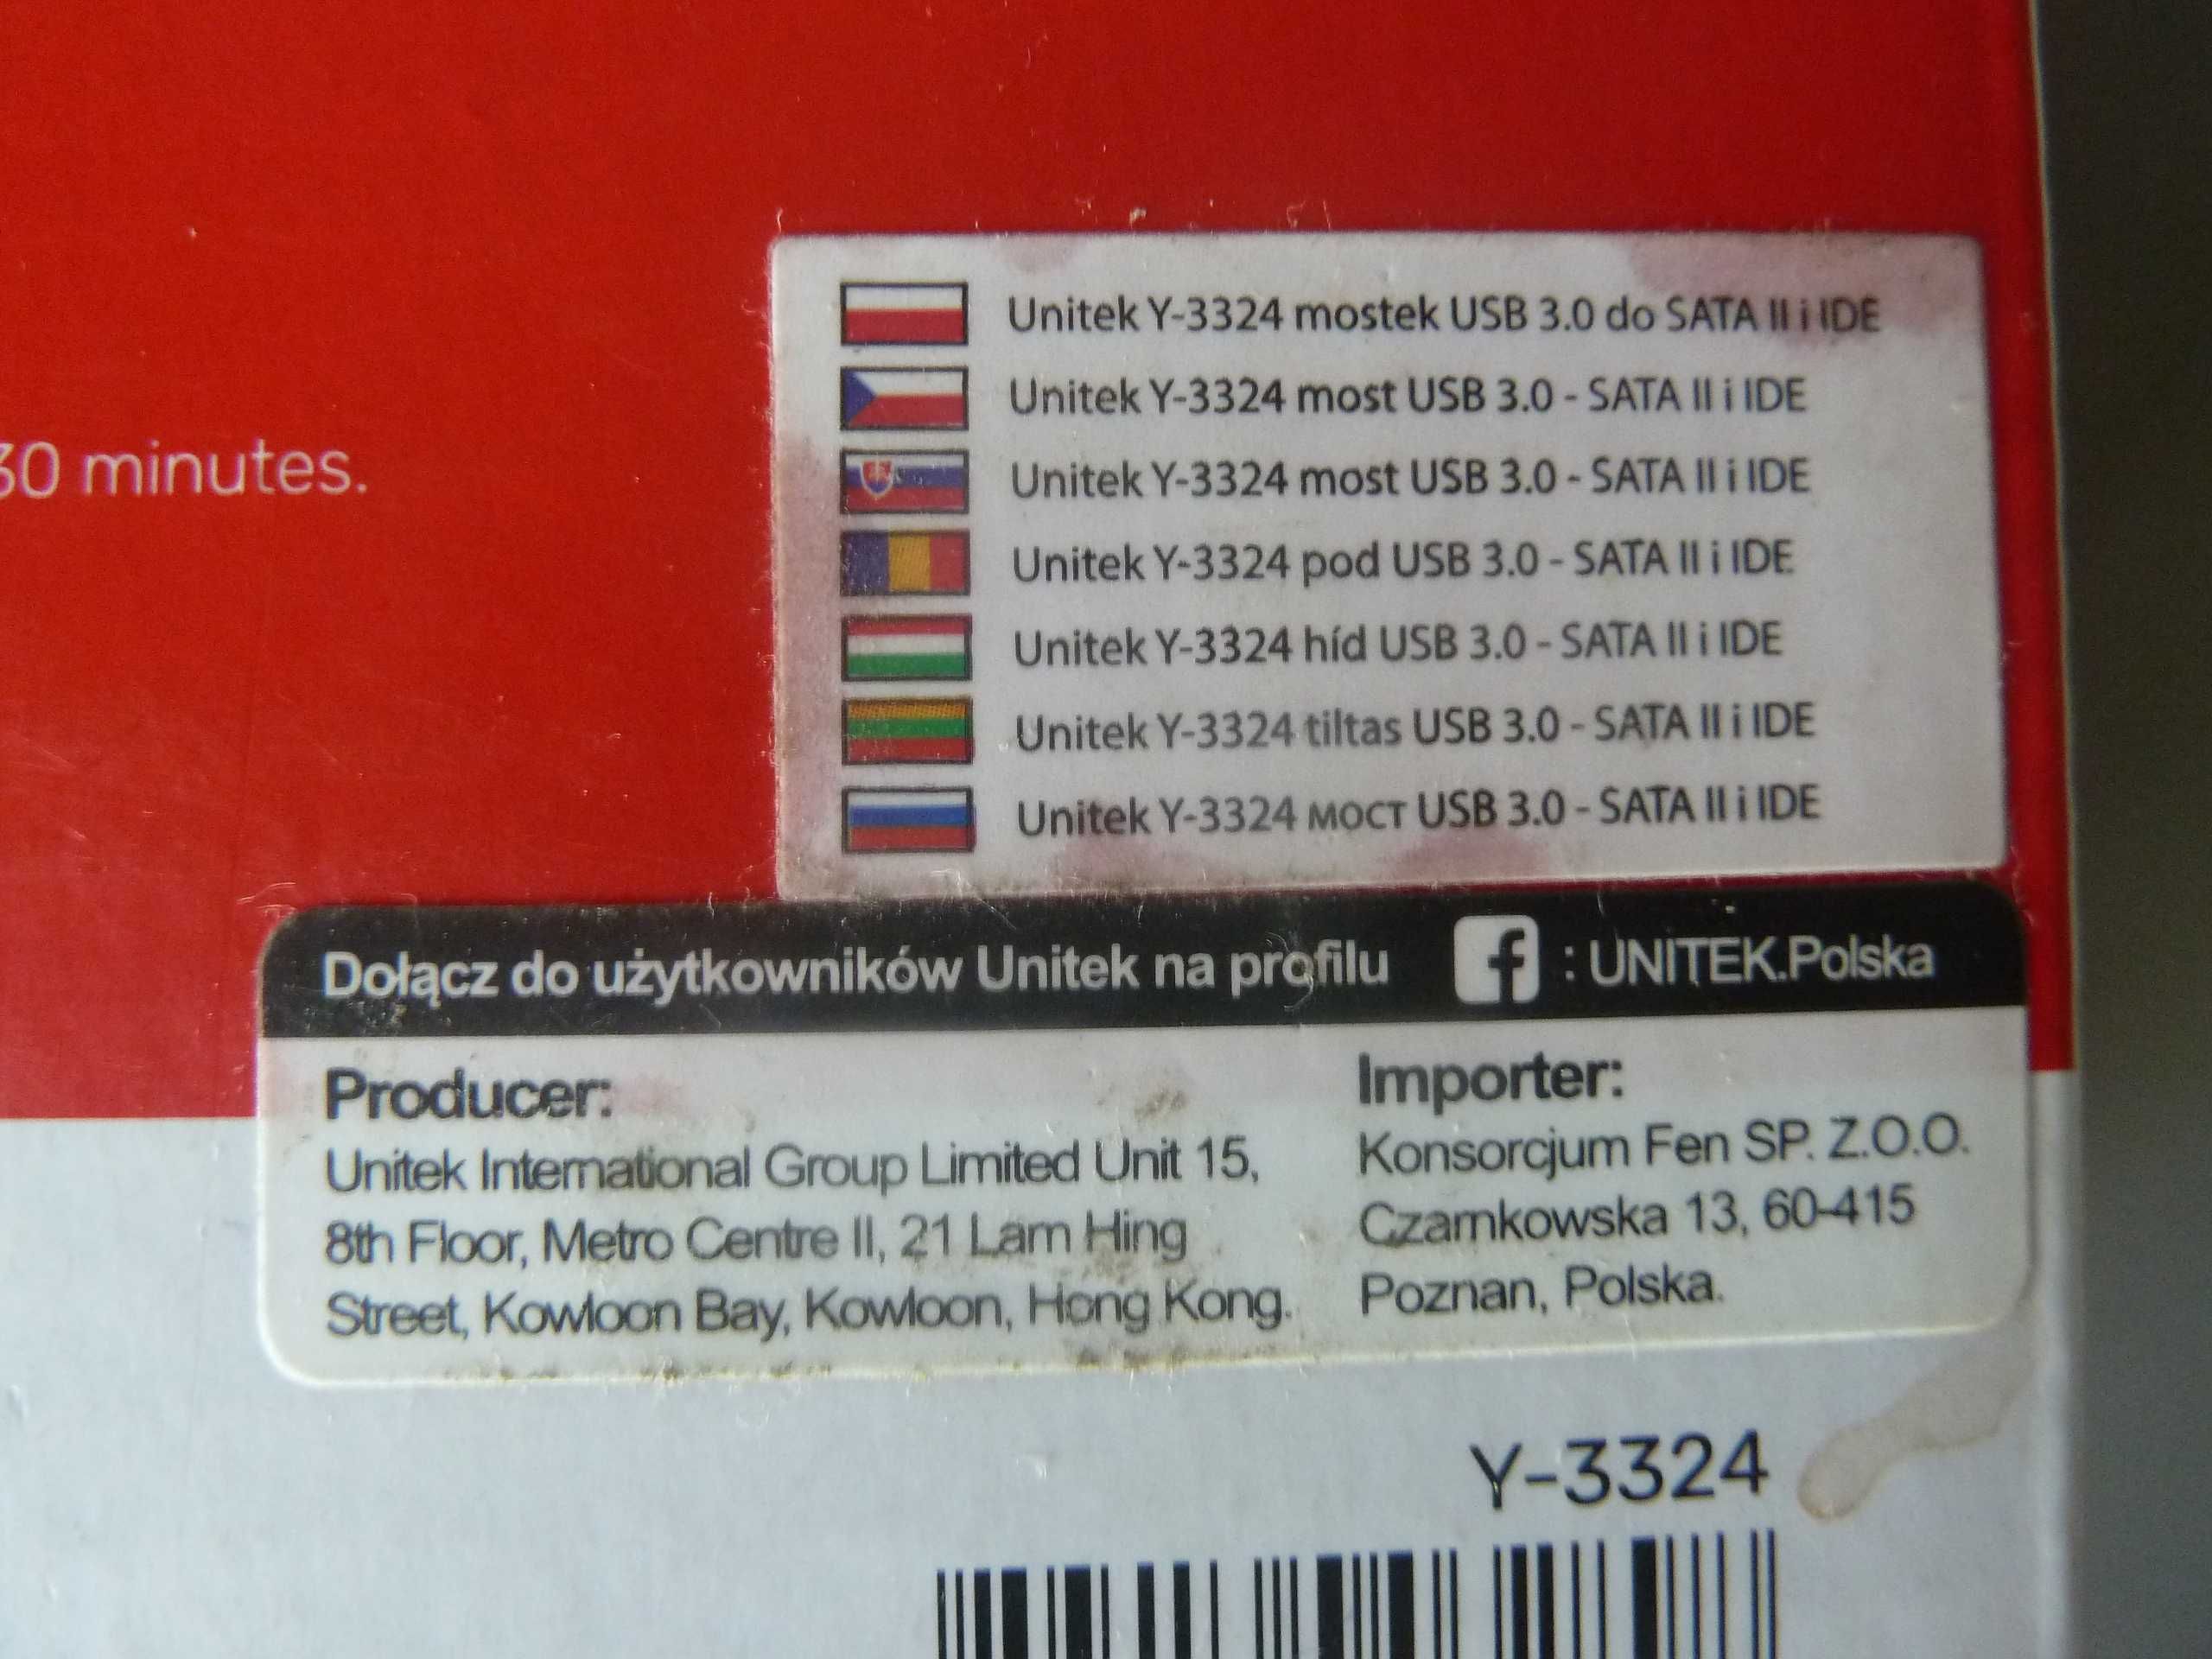 30 minutes.
Unitek Y-3324 mostek USB 3.0 do SATA II i IDE
Unitek Y-3324 most USB 3.0 - SATA II i IDE
Unitek Y-3324 most USB 3.0 - SATA II i IDE
Unitek Y-3324 pod USB 3.0 - SATA II i IDE
Unitek Y-3324 híd USB 3.0 - SATA II i IDE
Unitek Y-3324 tiltas USB 3.0 - SATA II i IDE
Unitek Y-3324 мост USB 3.0 - SATA II i IDE
Dołącz do użytkowników Unitek na profilu f : UNITEK.Polska
Producer:
Unitek International Group Limited Unit 15,
8th Floor, Metro Centre II, 21 Lam Hing
Street, Kowloon Bay, Kowloon, Hong Kong.
Importer:
Konsorcjum Fen SP. Z.O.O.
Czarnkowska 13, 60-415
Poznan, Polska.
Y-3324